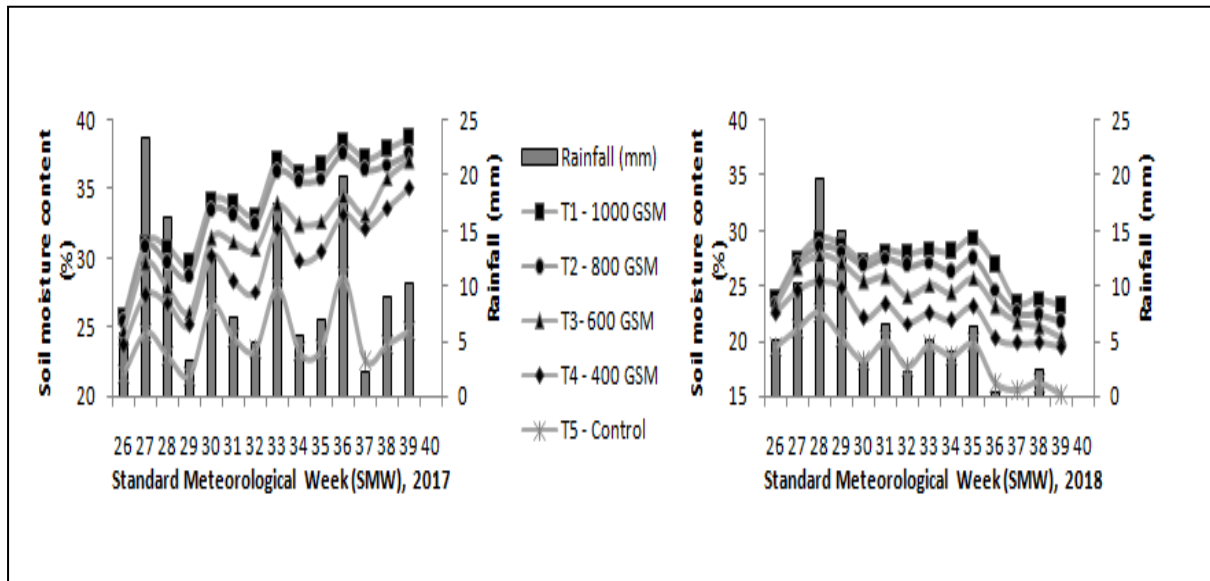 Soil moisture content
(%)
40
35
30
25
20
25
20
15
10
5
0
Rainfall (mm)
26 27 28 29 30 31 32 33 34 35 36 37 38 39 40
Standard Meteorological Week (SMW), 2017
Rainfall (mm)
T1 - 1000 GSM
T2 - 800 GSM
T3- 600 GSM
T4 - 400 GSM
T5 - Control
Soil moisture content
(%)
40
35
30
25
20
15
25
20
15
10
5
0
Rainfall (mm)
26 27 28 29 30 31 32 33 34 35 36 37 38 39 40
Standard Meteorological Week (SMW), 2018